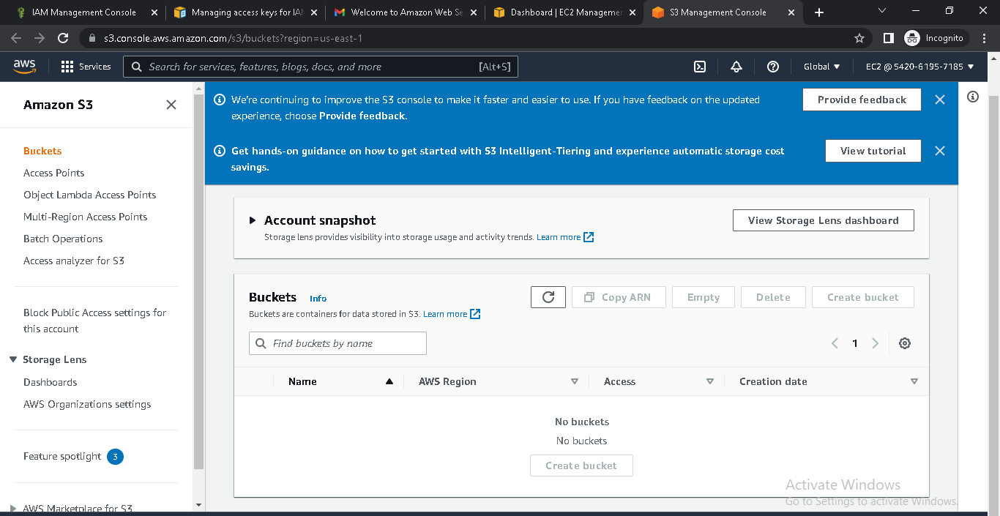 IAM Management Console
Managing access keys for IAM
Welcome to Amazon Web Se
Dashboard | EC2 Managemen
S3 Management Console
s3.console.aws.amazon.com/s3/buckets?region=us-east-1
Incognito
aws
Services
Search for services, features, blogs, docs, and more
[Alt+S]
Global
EC2 @ 5420-6195-7185
Amazon S3
Buckets
Access Points
Object Lambda Access Points
Multi-Region Access Points
Batch Operations
Access analyzer for S3
Block Public Access settings for
this account
Storage Lens
Dashboards
AWS Organizations settings
Feature spotlight 3
AWS Marketplace for S3
We're continuing to improve the S3 console to make it faster and easier to use. If you have feedback on the updated
experience, choose Provide feedback.
Provide feedback
Get hands-on guidance on how to get started with S3 Intelligent-Tiering and experience automatic storage cost
savings.
View tutorial
Account snapshot
Storage lens provides visibility into storage usage and activity trends. Learn more
View Storage Lens dashboard
Buckets Info
Buckets are containers for data stored in S3. Learn more
Copy ARN
Empty
Delete
Create bucket
Find buckets by name
1
Name
AWS Region
Access
Creation date
No buckets
No buckets
Create bucket
Activate Windows
Go to Settings to activate Windows.